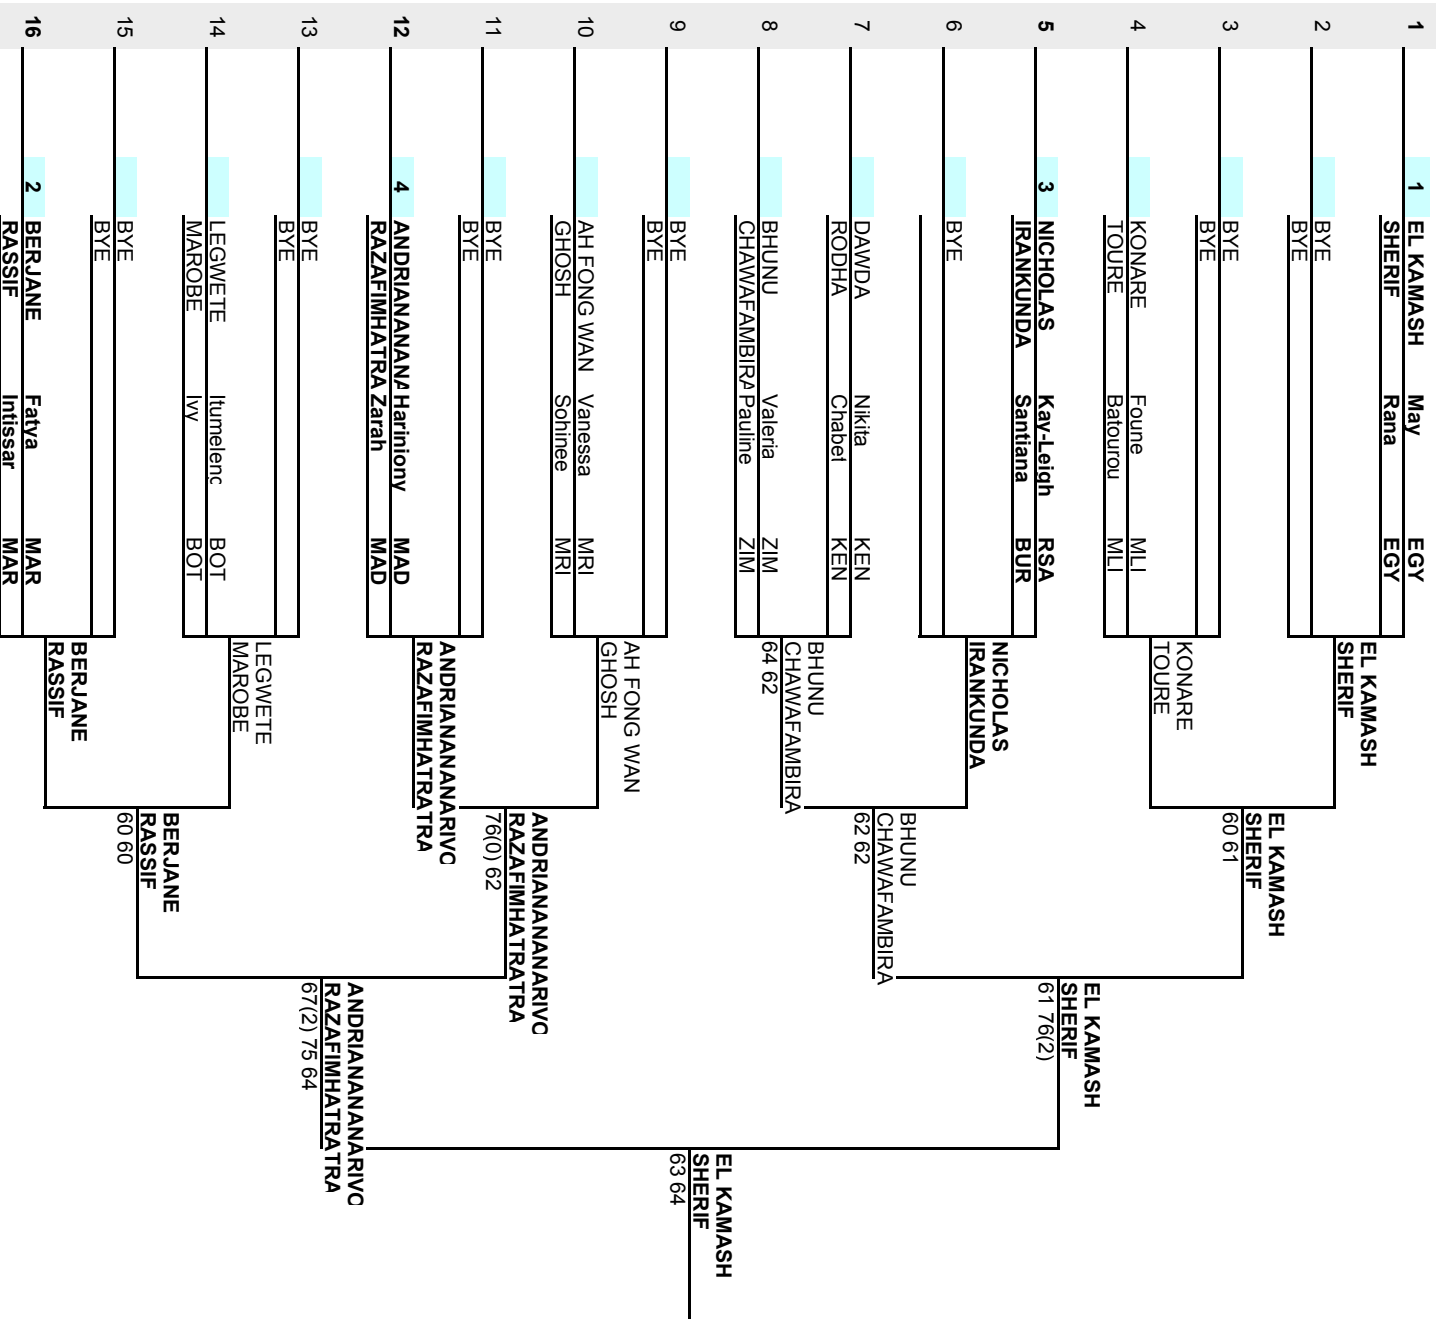 1 1 EL KAMASH May EGY
SHERIF Rana EGY
EL KAMASH
SHERIF
2 BYE
BYE
EL KAMASH
SHERIF
60 61
3 BYE
BYE
KONARE
TOURE
4 KONARE Foune MLI
TOURE Batourou MLI
EL KAMASH
SHERIF
61 76(2)
5 3 NICHOLAS Kay-Leigh RSA
IRANKUNDA Santiana BUR
NICHOLAS
IRANKUNDA
6 BYE
BHUNU
CHAWAFAMBIRA
62 62
7 DAWDA Nikita KEN
RODHA Chabet KEN
BHUNU
CHAWAFAMBIRA
64 62
8 BHUNU Valeria ZIM
CHAWAFAMBIRA Pauline ZIM
EL KAMASH
SHERIF
63 64
9 BYE
BYE
AH FONG WAN
GHOSH
10 AH FONG WAN Vanessa MRI
GHOSH Sohinee MRI
ANDRIANANANARIVO
RAZAFIMHATRATRA
76(0) 62
11 BYE
BYE
ANDRIANANANARIVO
RAZAFIMHATRATRA
12 4 ANDRIANANANA Hariniony MAD
RAZAFIMHATRA Zarah MAD
ANDRIANANANARIVO
RAZAFIMHATRATRA
67(2) 75 64
13 BYE
BYE
LEGWETE
MAROBE
14 LEGWETE Itumeleng BOT
MAROBE Ivy BOT
BERJANE
RASSIF
60 60
15 BYE
BYE
BERJANE
RASSIF
16 2 BERJANE Fatya MAR
RASSIF Intissar MAR